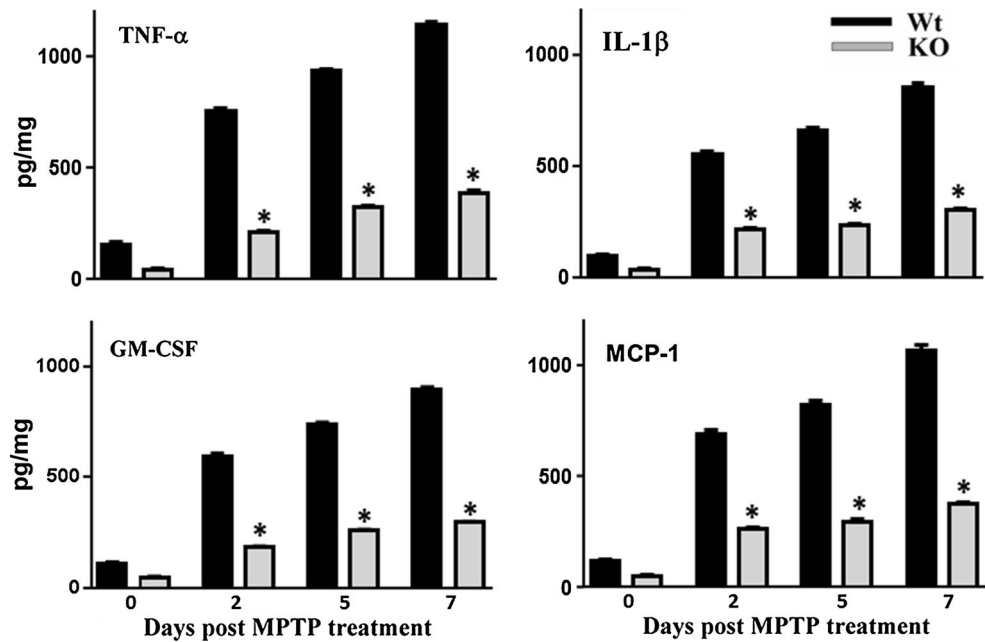 TNF-α
pg/mg
1000
500
0
*
*
*
IL-1β
Wt
KO
1000
500
0
*
*
*
GM-CSF
pg/mg
1000
500
0
*
*
*
0 2 5 7
Days post MPTP treatment
MCP-1
1000
500
0
*
*
*
0 2 5 7
Days post MPTP treatment